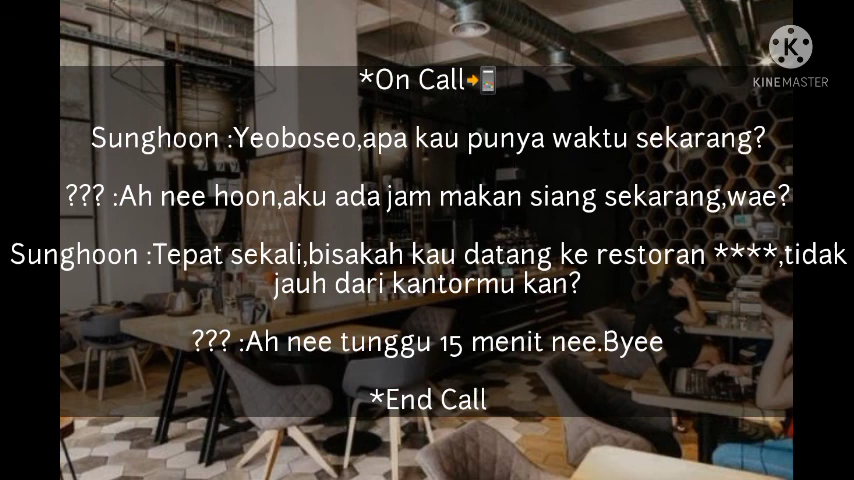 KINEMASTER
*On Call
Sunghoon :Yeoboseo,apa kau punya waktu sekarang?
??? :Ah nee hoon,aku ada jam makan siang sekarang,wae?
Sunghoon :Tepat sekali,bisakah kau datang ke restoran ****,tidak
jauh dari kantormu kan?
??? :Ah nee tunggu 15 menit nee.Byee
*End Call